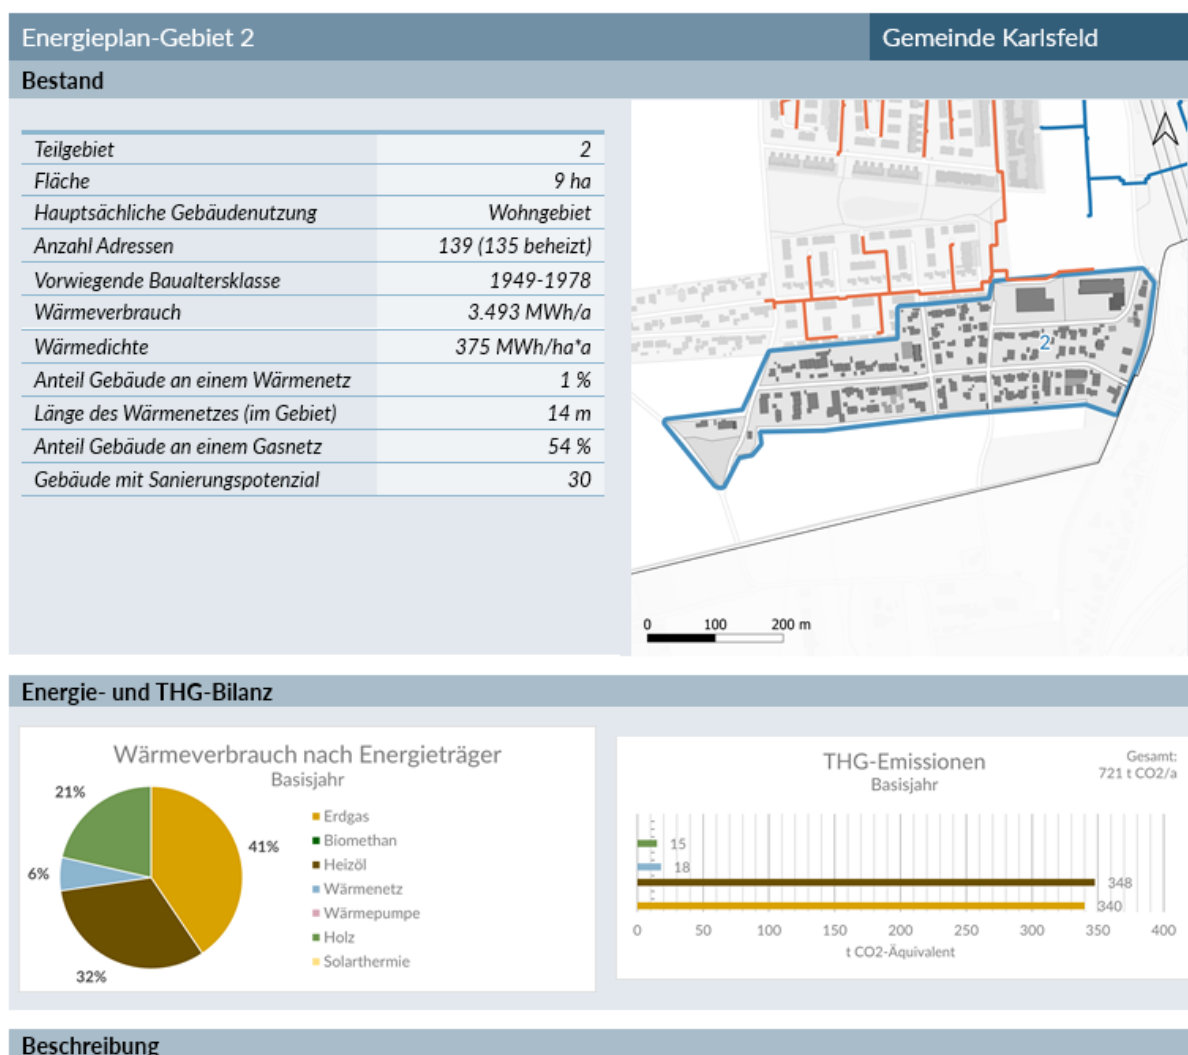 Energieplan-Gebiet 2 Gemeinde Karlsfeld
Bestand
Teilgebiet 2
Fläche 9 ha
Hauptsächliche Gebäudenutzung Wohngebiet
Anzahl Adressen 139 (135 beheizt)
Vorwiegende Baualtersklasse 1949-1978
Wärmeverbrauch 3.493 MWh/a
Wärmedichte 375 MWh/ha*a
Anteil Gebäude an einem Wärmenetz 1 %
Länge des Wärmenetzes (im Gebiet) 14 m
Anteil Gebäude an einem Gasnetz 54 %
Gebäude mit Sanierungspotenzial 30
2
0 100 200 m
Energie- und THG-Bilanz
Wärmeverbrauch nach Energieträger
Basisjahr
21%
41%
6%
32%
Erdgas
Biomethan
Heizöl
Wärmenetz
Wärmepumpe
Holz
Solarthermie
THG-Emissionen
Basisjahr
Gesamt:
721 t CO2/a
15
18
348
340
0 50 100 150 200 250 300 350 400
t CO2-Äquivalent
Beschreibung